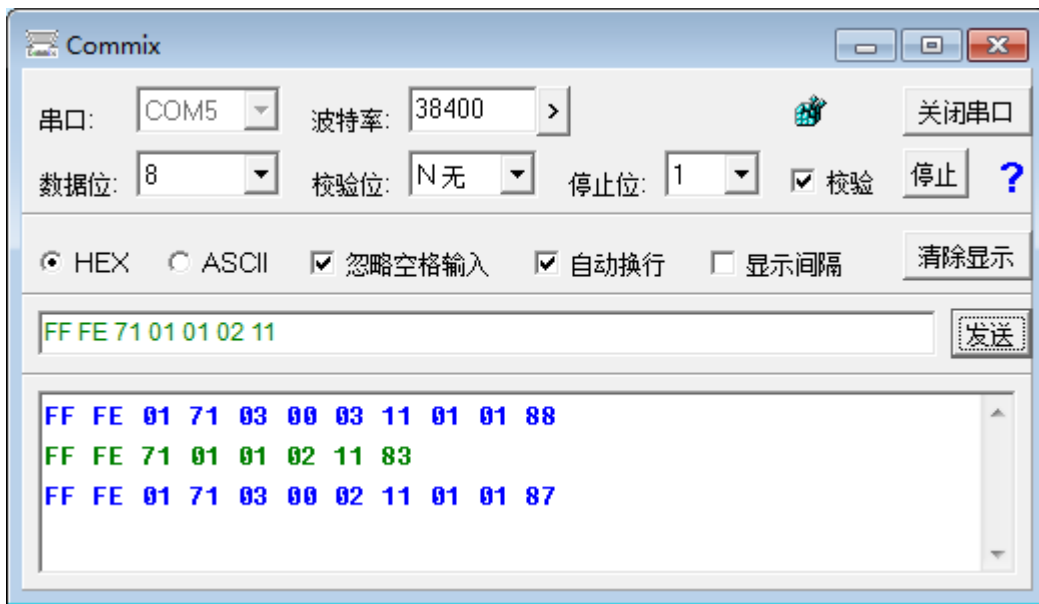 Commix
串口: COM5 波特率: 38400 > 关闭串口
数据位: 8 校验位: N 无 停止位: 1 校验 停止 ?
HEX ASCII 忽略空格输入 自动换行 显示间隔 清除显示
FF FE 71 01 01 02 11 发送
FF FE 01 71 03 00 03 11 01 01 88
FF FE 71 01 01 02 11 83
FF FE 01 71 03 00 02 11 01 01 87